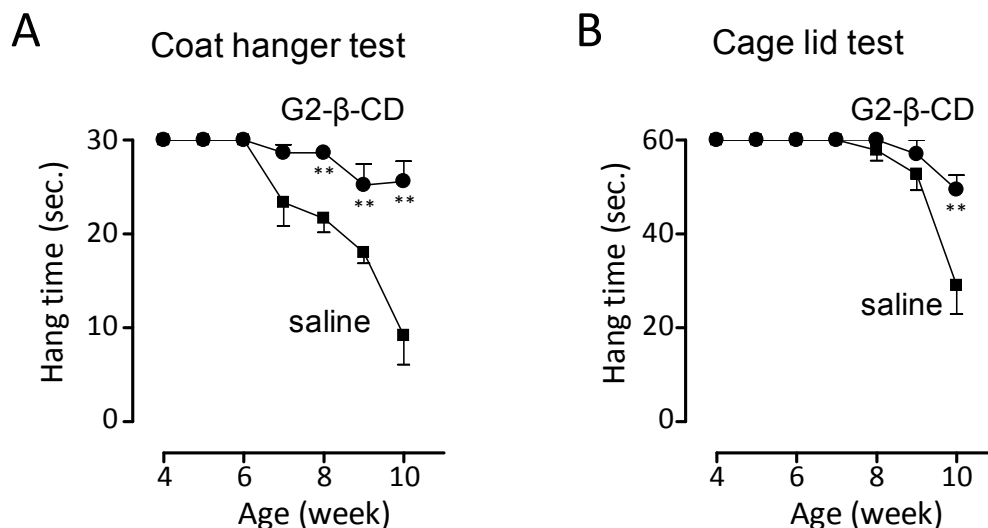 A
Coat hanger test
G2-β-CD
30
20
10
0
Hang time (sec.)
**
**
**
saline
4
6
8
10
Age (week)
B
Cage lid test
G2-β-CD
60
40
20
0
Hang time (sec.)
**
saline
4
6
8
10
Age (week)